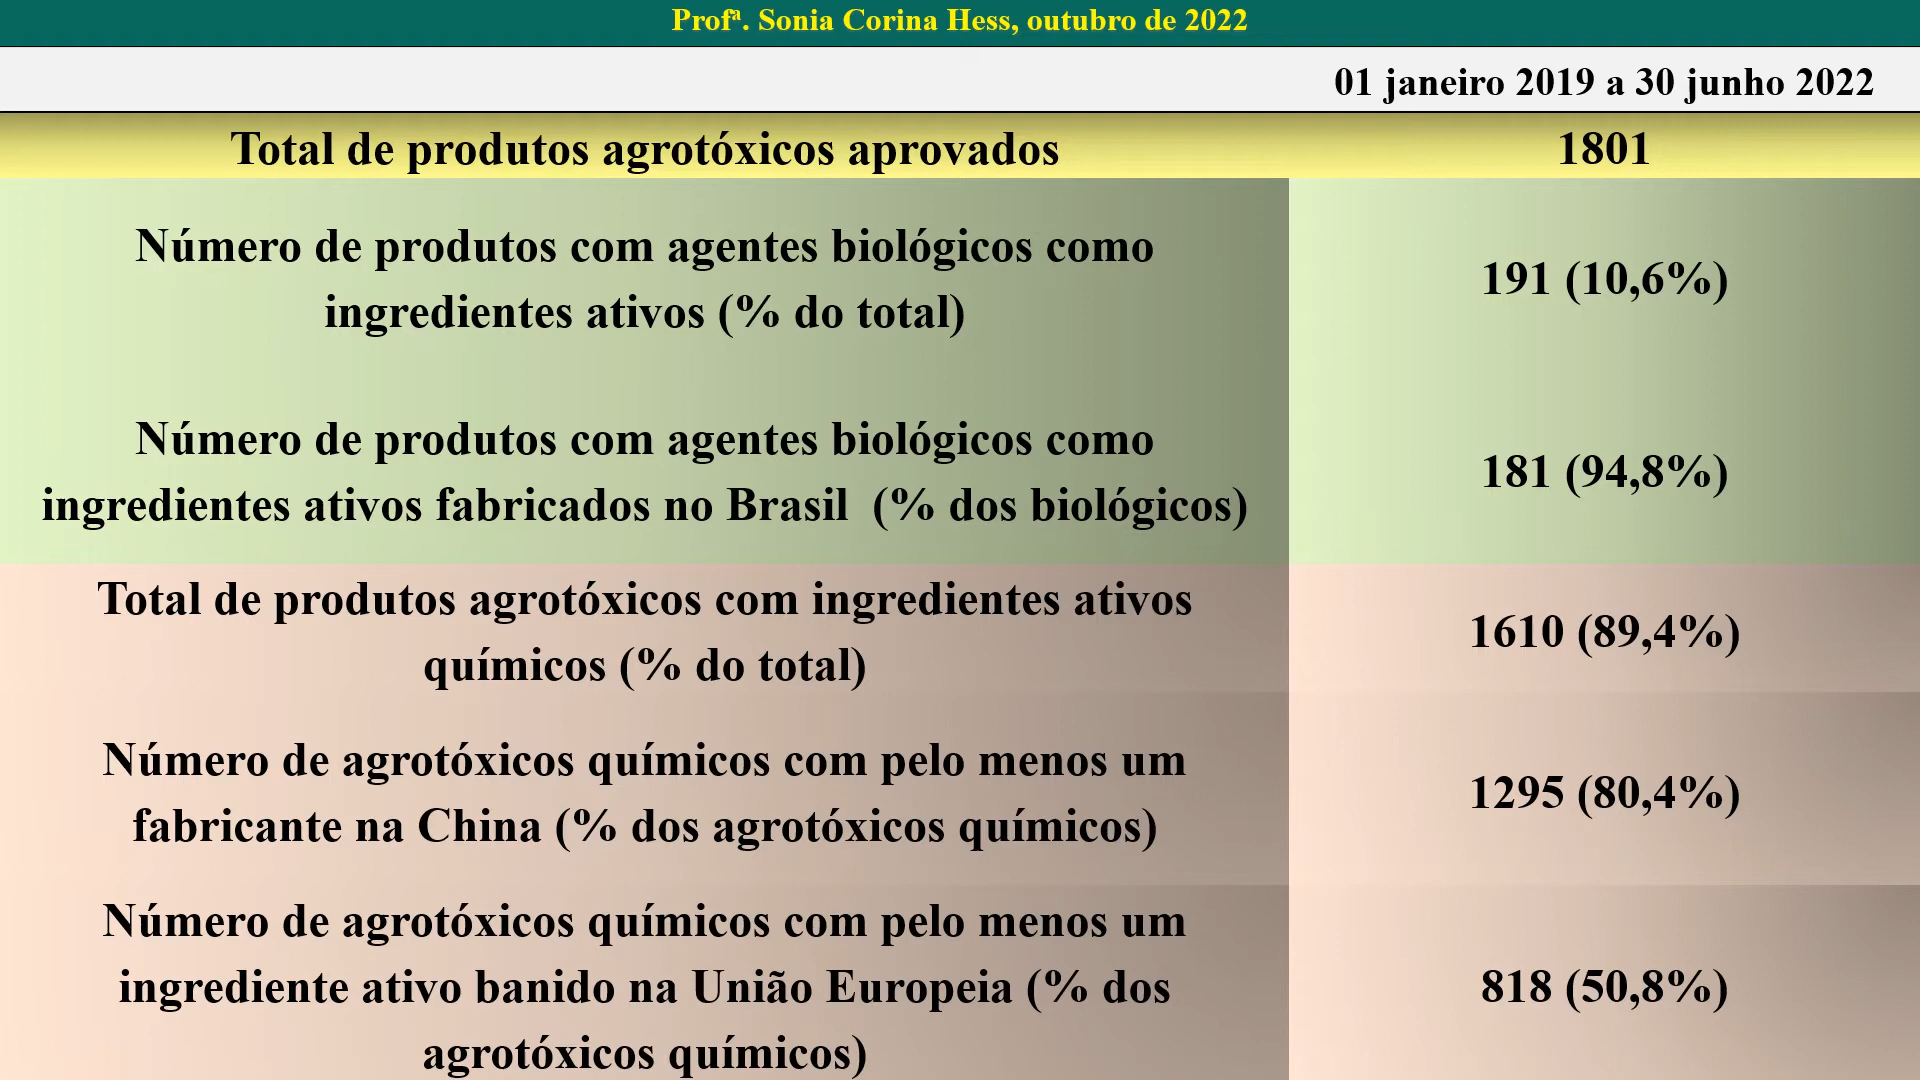 Profª. Sonia Corina Hess, outubro de 2022
01 janeiro 2019 a 30 junho 2022
Total de produtos agrotóxicos aprovados
1801
Número de produtos com agentes biológicos como
ingredientes ativos (% do total)
191 (10,6%)
Número de produtos com agentes biológicos como
ingredientes ativos fabricados no Brasil  (% dos biológicos)
181 (94,8%)
Total de produtos agrotóxicos com ingredientes ativos
químicos (% do total)
1610 (89,4%)
Número de agrotóxicos químicos com pelo menos um
fabricante na China (% dos agrotóxicos químicos)
1295 (80,4%)
Número de agrotóxicos químicos com pelo menos um
ingrediente ativo banido na União Europeia (% dos
agrotóxicos químicos)
818 (50,8%)